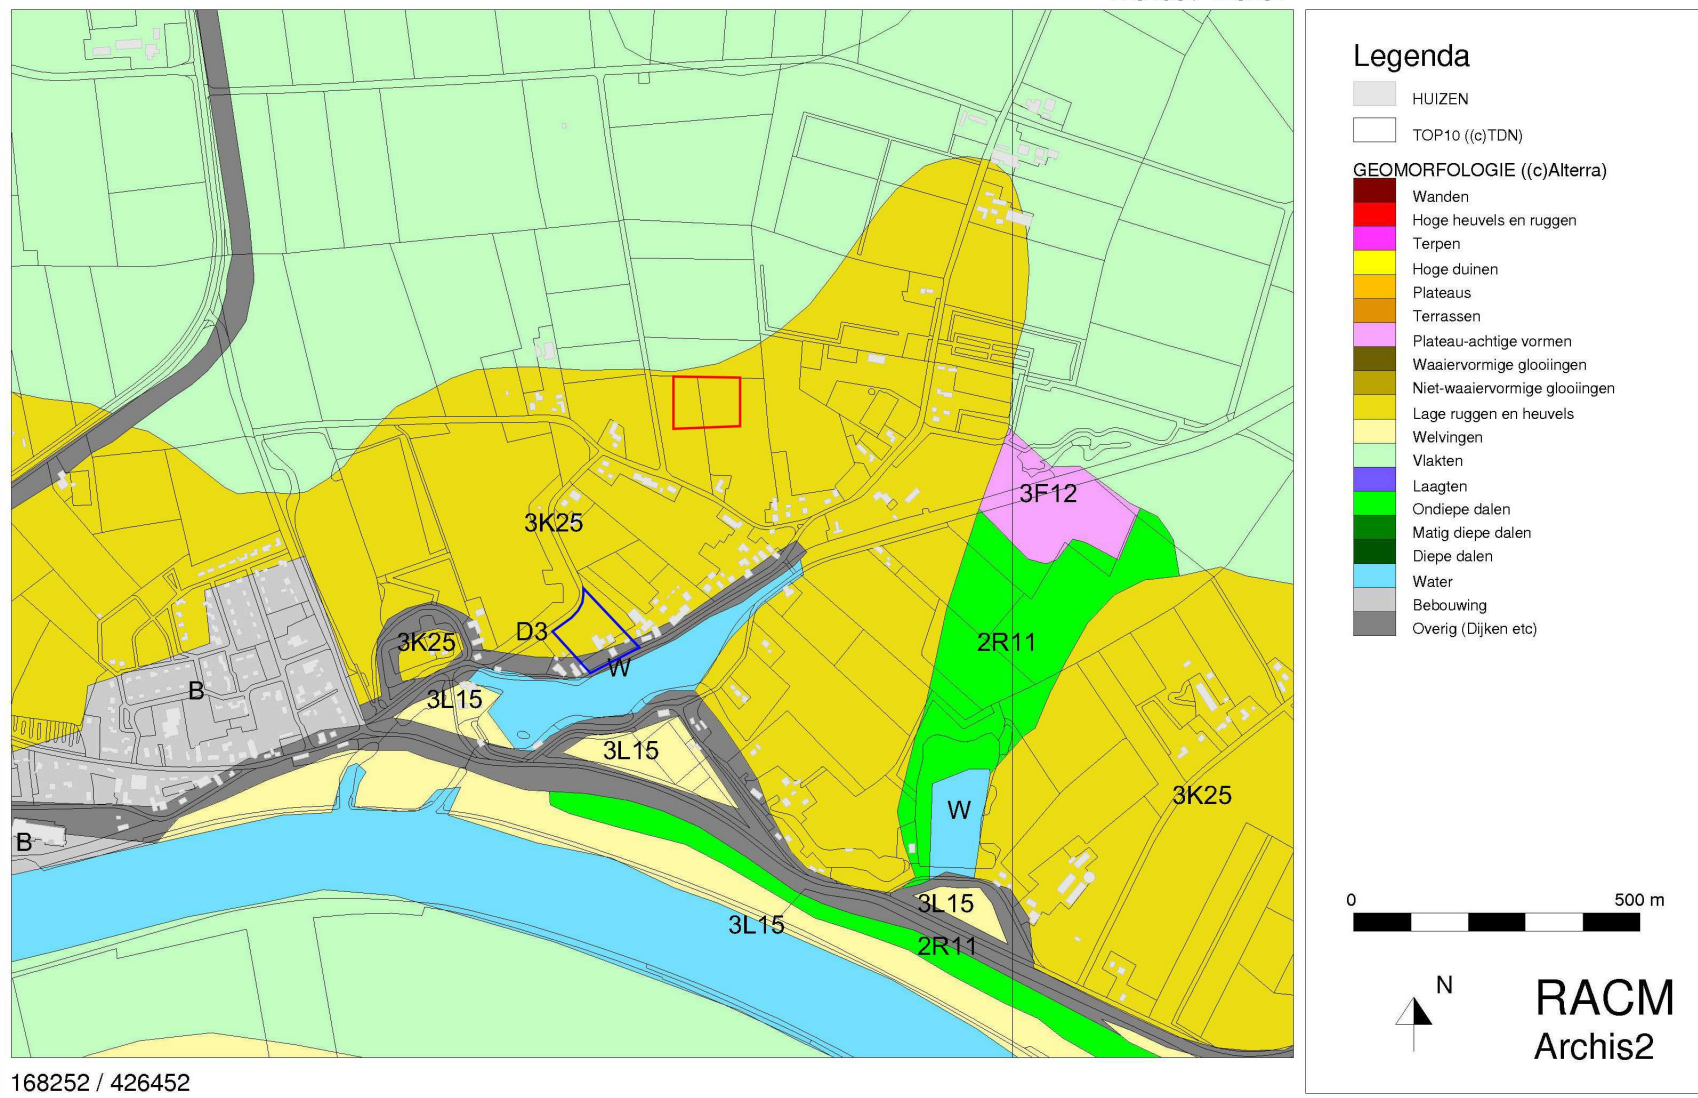 Legenda
HUIZEN
TOP10 ((c)TDN)
GEOMORFOLOGIE ((c)Alterra)
Wanden
Hoge heuvels en ruggen
Terpen
Hoge duinen
Plateaus
Terrassen
Plateau-achtige vormen
Waaiervormige glooiingen
Niet-waaiervormige glooiingen
Lage ruggen en heuvels
Welvingen
Vlakten
Laagten
Ondiepe dalen
Matig diepe dalen
Diepe dalen
Water
Bebouwing
Overig (Dijken etc)
3F12
3K25
D3
3K25
2R11
W
B
3L15
3L15
3K25
W
B
3L15
3L15
2R11
0 500 m
N
RACM
Archis2
168252 / 426452